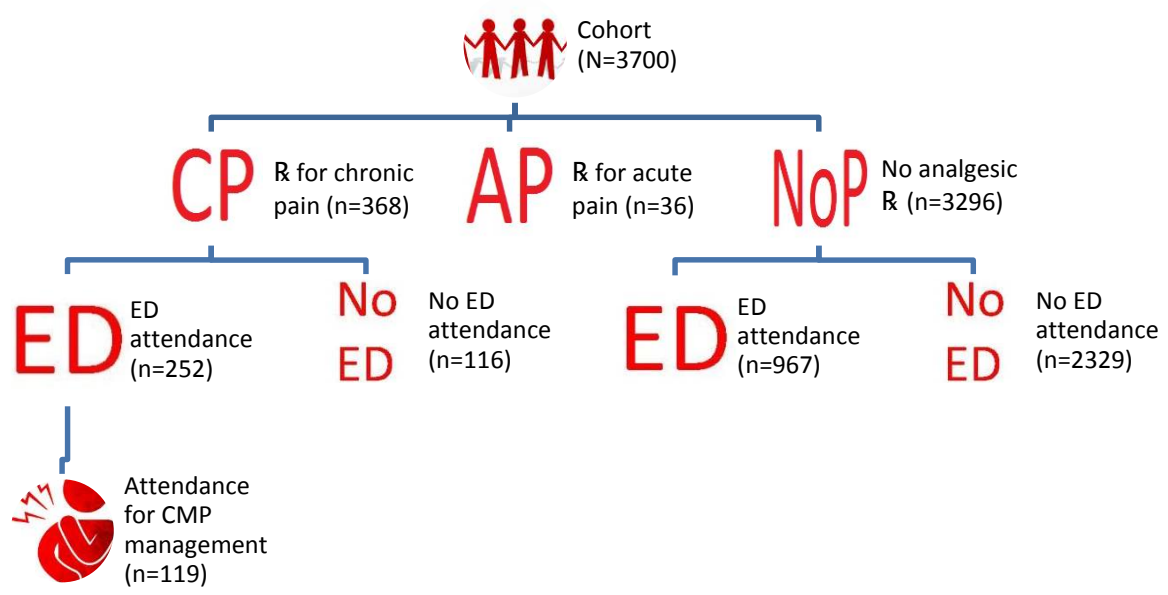 Cohort
(N=3700)
CP
℞ for chronic
pain (n=368)
AP
℞ for acute
pain (n=36)
NoP
No analgesic
℞ (n=3296)
ED
ED
attendance
(n=252)
No
ED
No ED
attendance
(n=116)
ED
ED
attendance
(n=967)
No
ED
No ED
attendance
(n=2329)
Attendance
for CMP
management
(n=119)